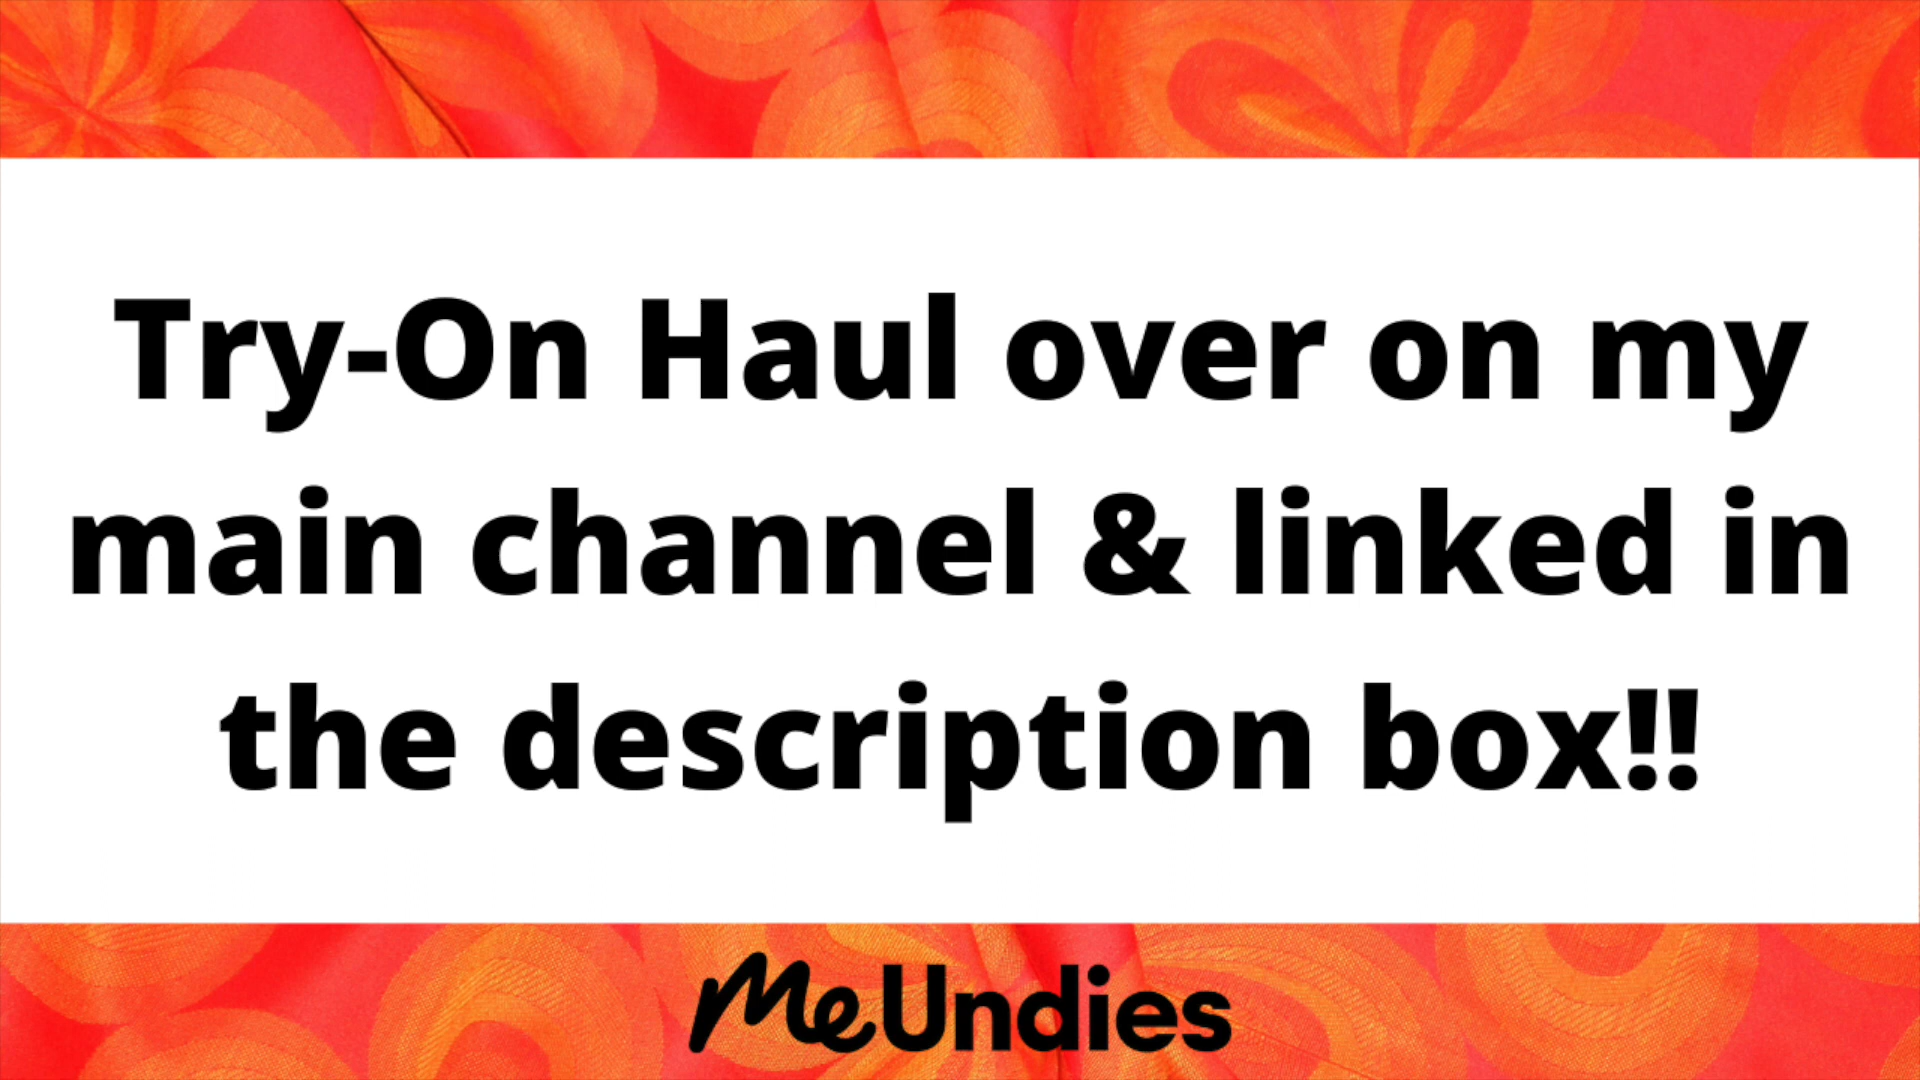 Try-On Haul over on my
main channel & linked in
the description box!!
MeUndies